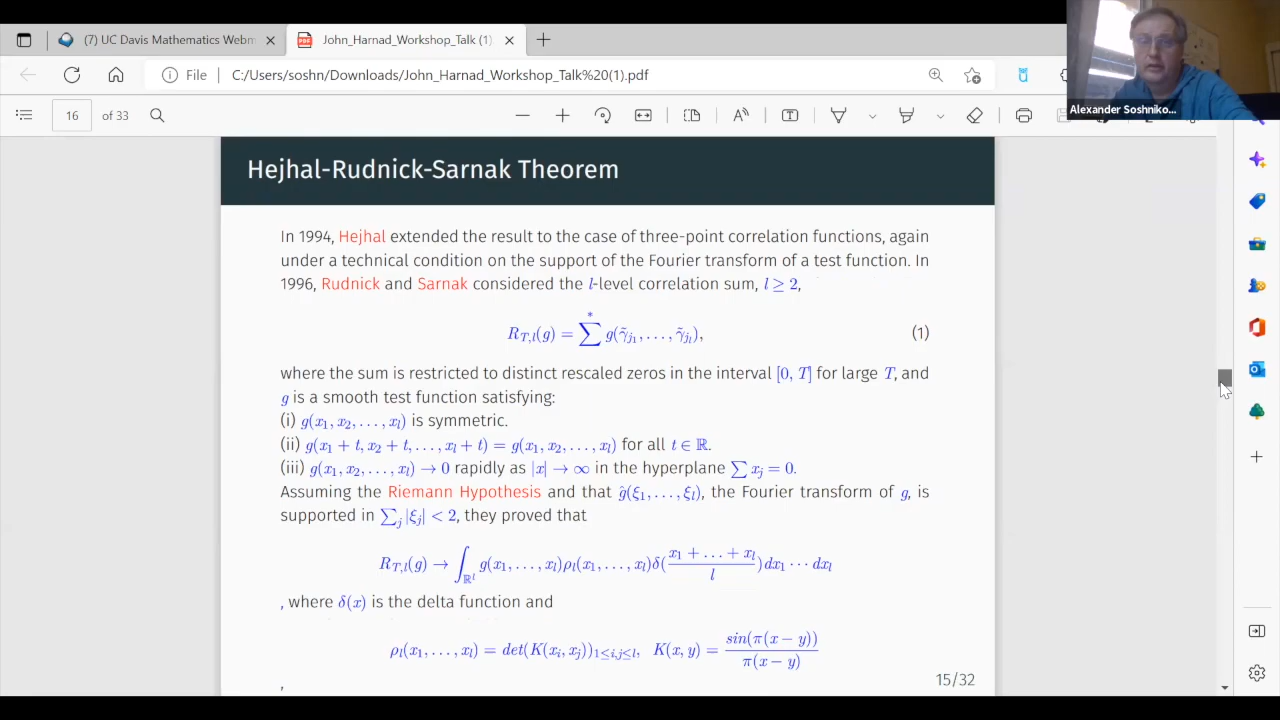 (7) UC Davis Mathematics Webm
John_Harnad_Workshop_Talk (1).
File
C:/Users/soshn/Downloads/John_Harnad_Workshop_Talk%20(1).pdf
Alexander Soshniko...
16 of 33
Hejhal-Rudnick-Sarnak Theorem
In 1994, Hejhal extended the result to the case of three-point correlation functions, again
under a technical condition on the support of the Fourier transform of a test function. In
1996, Rudnick and Sarnak considered the l-level correlation sum, l ≥ 2,
R_{T,l}(g) = ∑^* g(γ̃_{j_1}, . . . , γ̃_{j_l}), (1)
where the sum is restricted to distinct rescaled zeros in the interval [0, T] for large T, and
g is a smooth test function satisfying:
(i) g(x_1, x_2, . . . , x_l) is symmetric.
(ii) g(x_1 + t, x_2 + t, . . . , x_l + t) = g(x_1, x_2, . . . , x_l) for all t ∈ ℝ.
(iii) g(x_1, x_2, . . . , x_l) → 0 rapidly as |x| → ∞ in the hyperplane ∑ x_j = 0.
Assuming the Riemann Hypothesis and that ĝ(ξ_1, . . . , ξ_l), the Fourier transform of g, is
supported in ∑_j |ξ_j| < 2, they proved that
R_{T,l}(g) → ∫_{ℝ^l} g(x_1, . . . , x_l)ρ_l(x_1, . . . , x_l)δ((x_1 + . . . + x_l)/l)dx_1 ⋯ dx_l
, where δ(x) is the delta function and
ρ_l(x_1, . . . , x_l) = det(K(x_i, x_j))_{1≤i,j≤l}, K(x, y) = sin(π(x − y))/π(x − y)
,
15/32